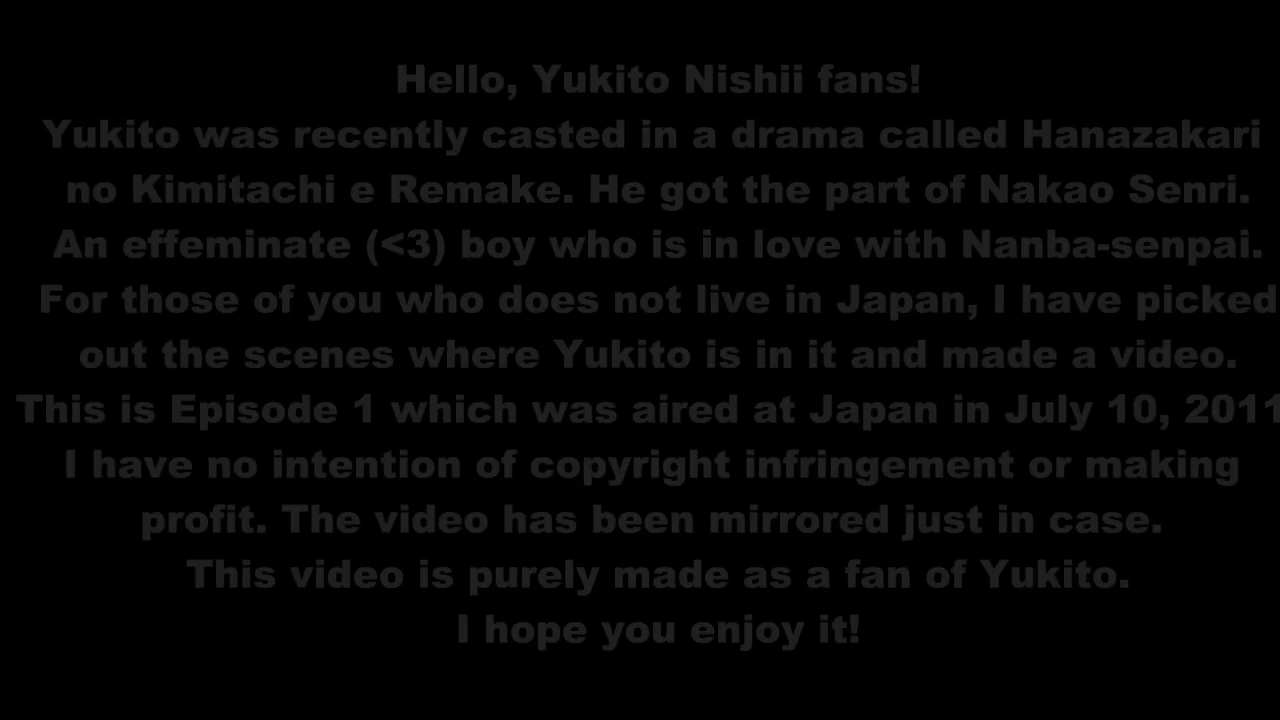 Hello, Yukito Nishii fans!
Yukito was recently casted in a drama called Hanazakari
no Kimitachi e Remake. He got the part of Nakao Senri.
An effeminate (<3) boy who is in love with Nanba-senpai.
For those of you who does not live in Japan, I have picked
out the scenes where Yukito is in it and made a video.
This is Episode 1 which was aired at Japan in July 10, 2011
I have no intention of copyright infringement or making
profit. The video has been mirrored just in case.
This video is purely made as a fan of Yukito.
I hope you enjoy it!